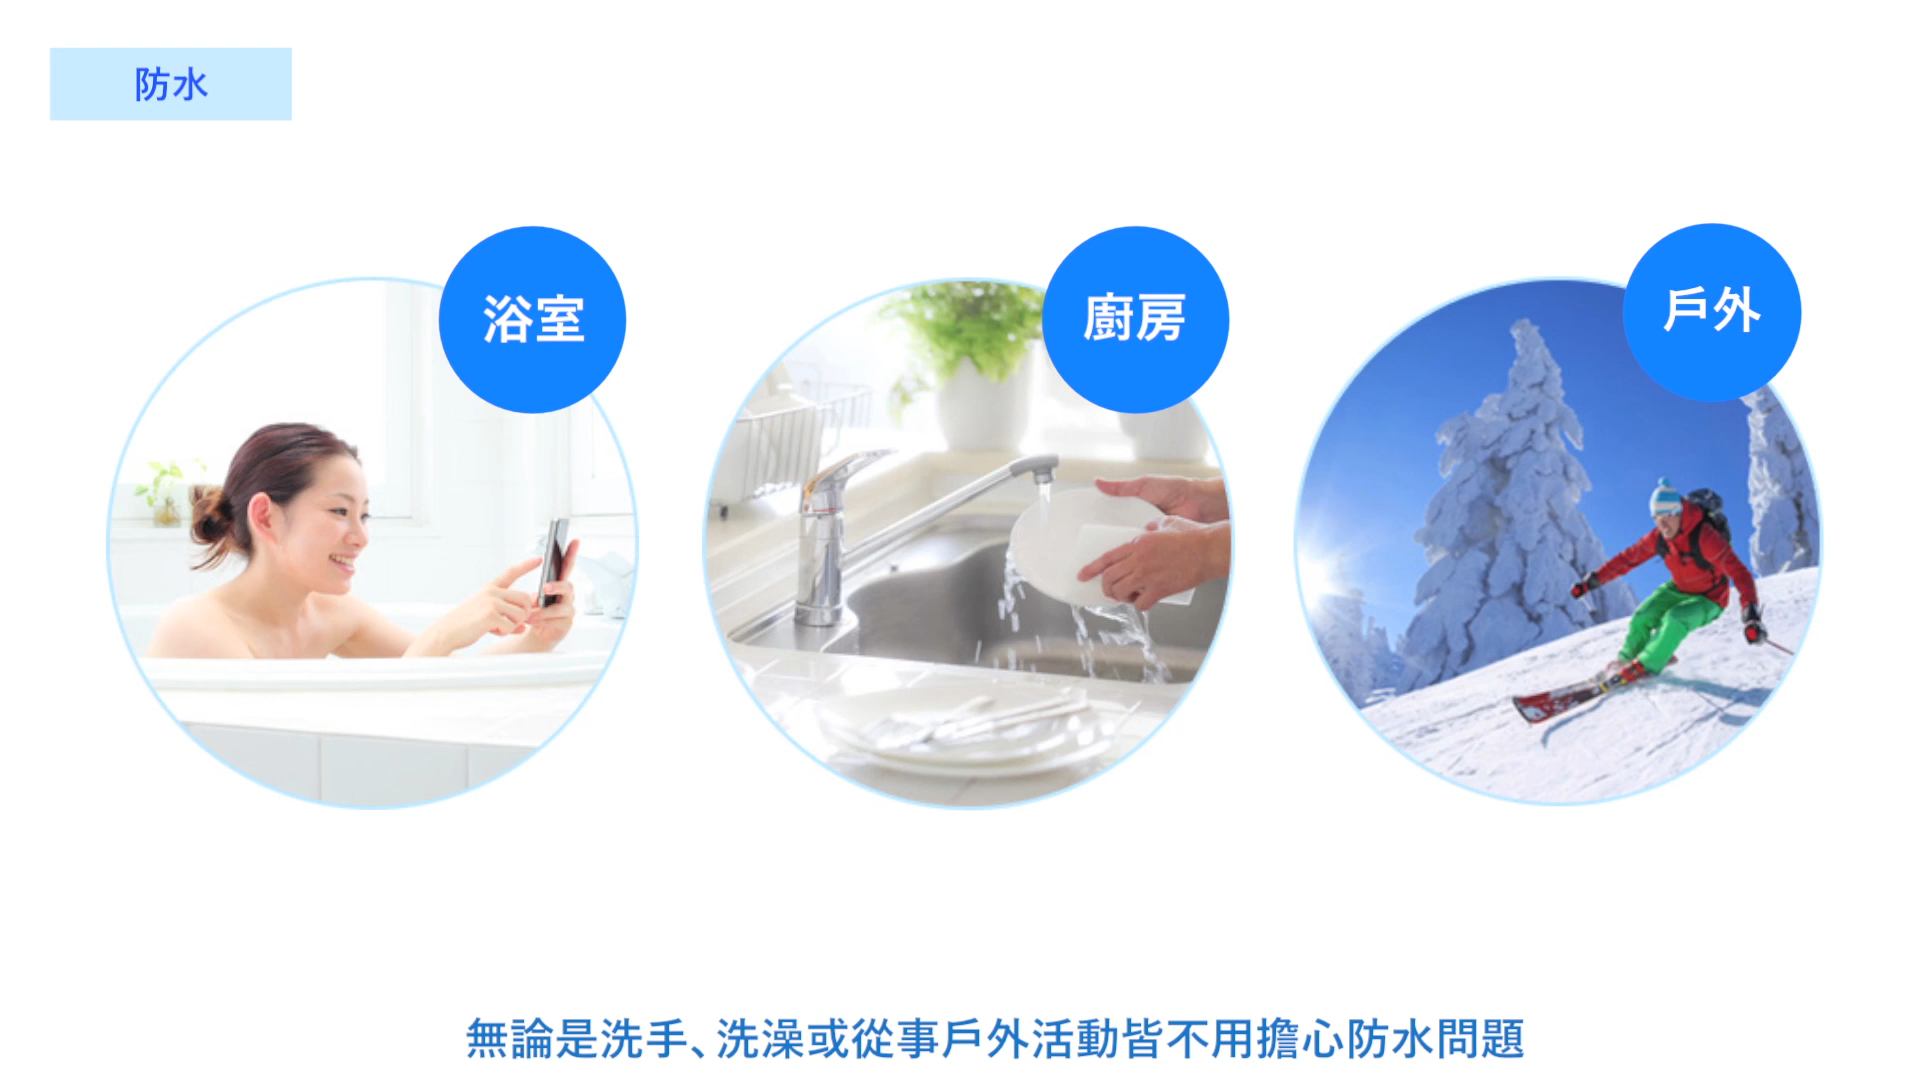 防水
浴室
廚房
戶外
無論是洗手、洗澡或從事戶外活動皆不用擔心防水問題